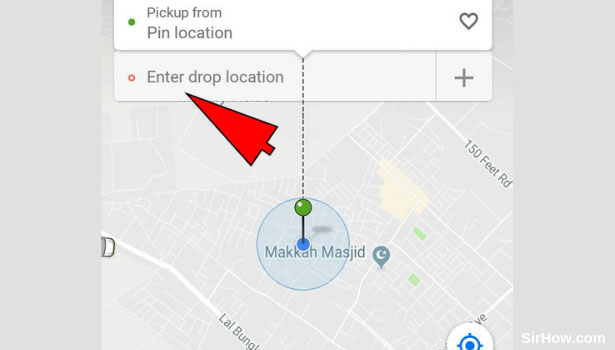 Pickup from
Pin location
Enter drop location
150 Feet Rd
Makkah Masjid
Lal Bungl
SirHow.com